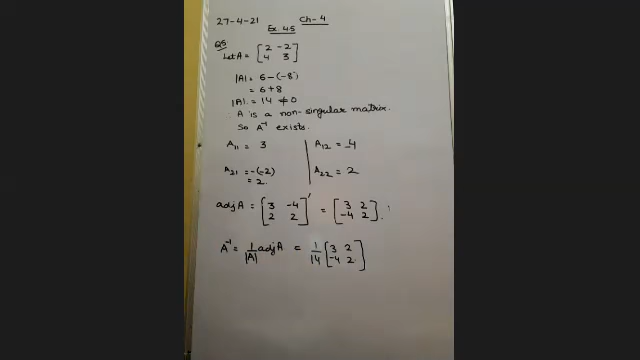 27-4-21 Ch-4
Ex. 4.5
Q5.
Let A = [2 -2
4 3]
|A| = 6-(-8)
= 6+8
|A| = 14 ≠ 0
∴ A is a non-singular matrix.
So A⁻¹ exists.
A₁₁ = 3 A₁₂ = -4
A₂₁ = -(-2) A₂₂ = 2
= 2.
adj A = [3 -4
2 2]' = [3 2
-4 2].
A⁻¹ = 1/|A| adj A = 1/14 [3 2
-4 2]